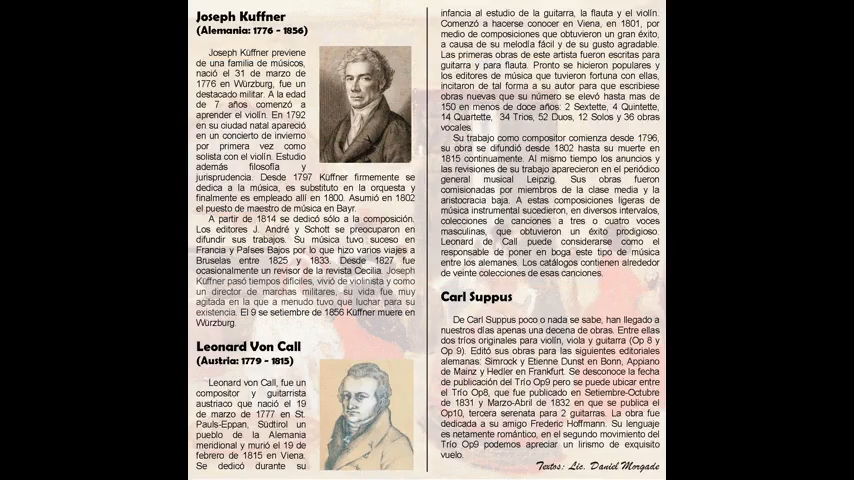 Joseph Kuffner
(Alemania: 1776 - 1856)
Joseph Küffner previene
de una familia de músicos,
nació el 31 de marzo de
1776 en Würzburg, fue un
destacado militar. A la edad
de 7 años comenzó a
aprender el violín. En 1792
en su ciudad natal apareció
en un concierto de invierno
por primera vez como
solista con el violín. Estudio
además filosofía y
jurisprudencia. Desde 1797 Küffner firmemente se
dedica a la música, es substituto en la orquesta y
finalmente es empleado allí en 1800. Asumió en 1802
el puesto de maestro de música en Bayr.
A partir de 1814 se dedicó sólo a la composición.
Los editores J. André y Schott se preocuparon en
difundir sus trabajos. Su música tuvo suceso en
Francia y Países Bajos por lo que hizo varios viajes a
Bruselas entre 1825 y 1833. Desde 1827 fue
ocasionalmente un revisor de la revista Cecilia. Joseph
Küffner pasó tiempos difíciles, vivió de violinista y como
un director de marchas militares, su vida fue muy
agitada en la que a menudo tuvo que luchar para su
existencia. El 9 se setiembre de 1856 Küffner muere en
Würzburg.
Leonard Von Call
(Austria: 1779 - 1815)
Leonard von Call, fue un
compositor y guitarrista
austriaco que nació el 19
de marzo de 1777 en St.
Pauls-Eppan, Südtirol un
pueblo de la Alemania
meridional y murió el 19 de
febrero de 1815 en Viena.
Se dedicó durante su
infancia al estudio de la guitarra, la flauta y el violín.
Comenzó a hacerse conocer en Viena, en 1801, por
medio de composiciones que obtuvieron un gran éxito,
a causa de su melodía fácil y de su gusto agradable.
Las primeras obras de este artista fueron escritas para
guitarra y para flauta. Pronto se hicieron populares y
los editores de música que tuvieron fortuna con ellas,
incitaron de tal forma a su autor para que escribiese
obras nuevas que su número se elevó hasta mas de
150 en menos de doce años: 2 Sextette, 4 Quintette,
14 Quartette, 34 Trios, 52 Duos, 12 Solos y 36 obras
vocales.
Su trabajo como compositor comienza desde 1796,
su obra se difundió desde 1802 hasta su muerte en
1815 continuamente. Al mismo tiempo los anuncios y
las revisiones de su trabajo aparecieron en el periódico
general musical Leipzig. Sus obras fueron
comisionadas por miembros de la clase media y la
aristocracia baja. A estas composiciones ligeras de
música instrumental sucedieron, en diversos intervalos,
colecciones de canciones a tres o cuatro voces
masculinas, que obtuvieron un éxito prodigioso.
Leonard de Call puede considerarse como el
responsable de poner en boga este tipo de música
entre los alemanes. Los catálogos contienen alrededor
de veinte colecciones de esas canciones.
Carl Suppus
De Carl Suppus poco o nada se sabe, han llegado a
nuestros días apenas una decena de obras. Entre ellas
dos tríos originales para violín, viola y guitarra (Op 8 y
Op 9). Editó sus obras para las siguientes editoriales
alemanas: Simrock y Etienne Dunst en Bonn, Appiano
de Mainz y Hedler en Frankfurt. Se desconoce la fecha
de publicación del Trío Op9 pero se puede ubicar entre
el Trío Op8, que fue publicado en Setiembre-Octubre
de 1831 y Marzo-Abril de 1832 en que se publica el
Op10, tercera serenata para 2 guitarras. La obra fue
dedicada a su amigo Frederic Hoffmann. Su lenguaje
es netamente romántico, en el segundo movimiento del
Trío Op9 podemos apreciar un lirismo de exquisito
vuelo.
Textos: Lic. Daniel Morgade